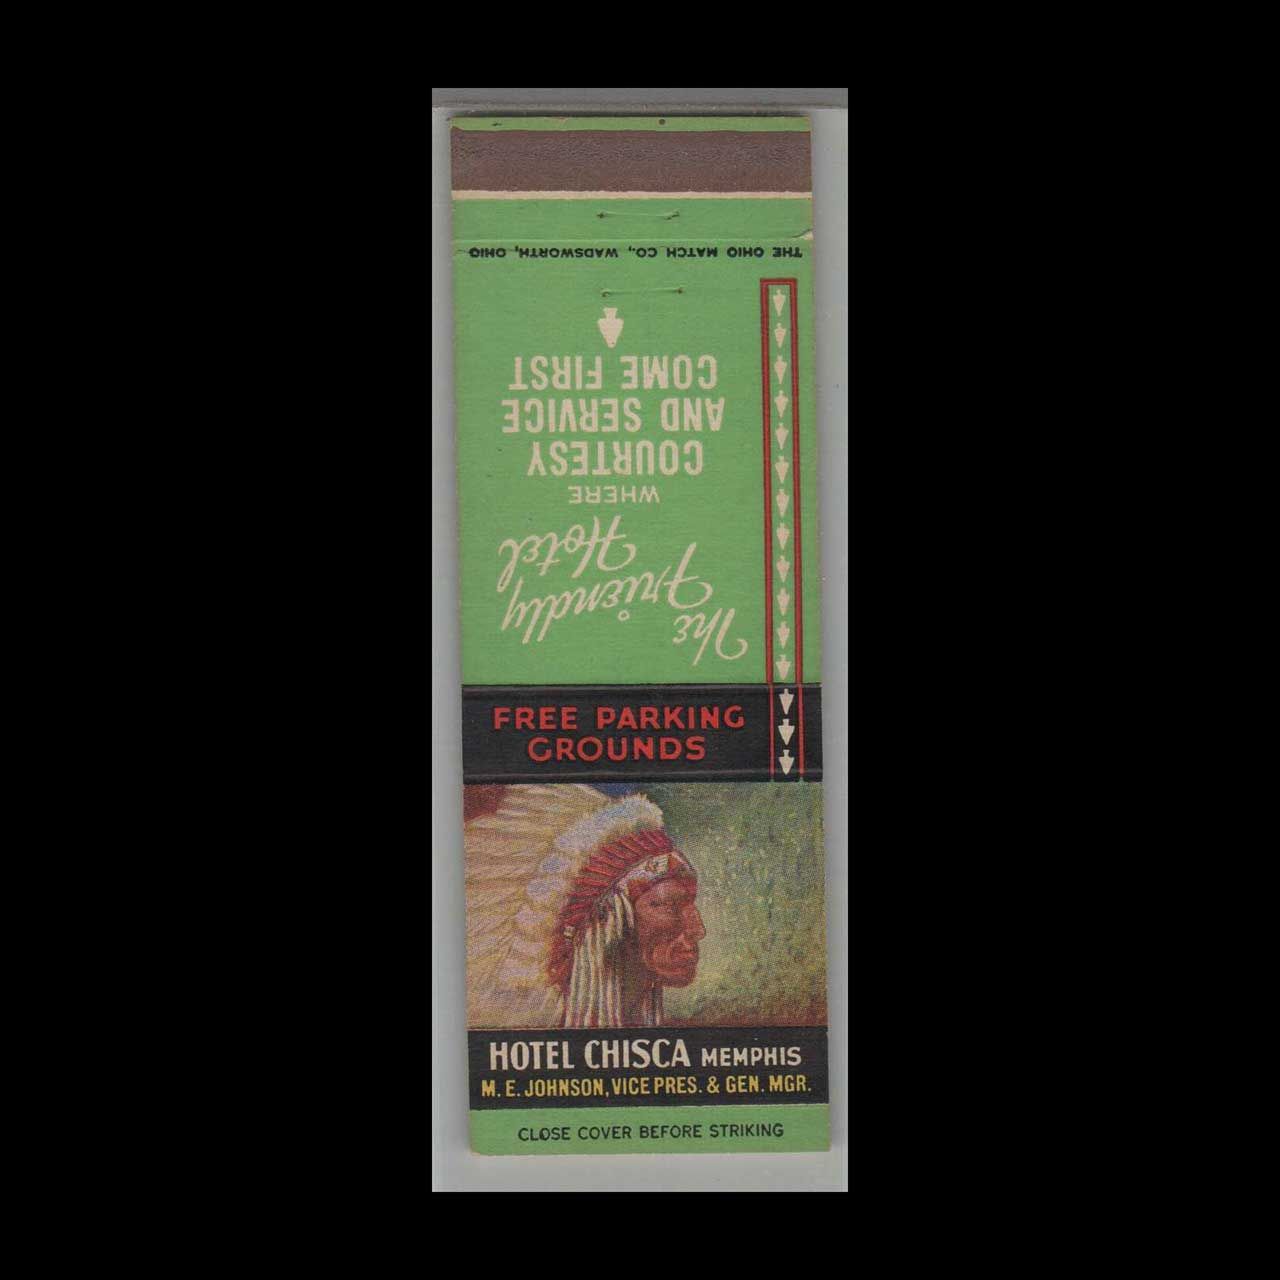 THE OHIO MATCH CO., WADSWORTH, OHIO
The
Friendly
Hotel
WHERE
COURTESY
AND SERVICE
COME FIRST
FREE PARKING
GROUNDS
HOTEL CHISCA MEMPHIS
M. E. JOHNSON, VICE PRES. & GEN. MGR.
CLOSE COVER BEFORE STRIKING